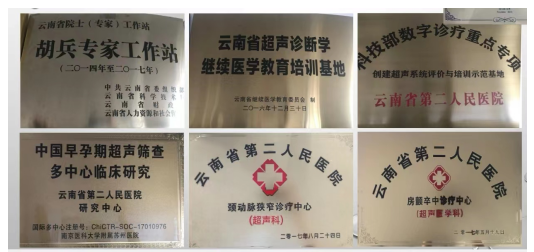 云南省院士（专家）工作站
胡兵专家工作站
（二〇一四年至二〇一七年）
中共云南省委组织部
云南省科学技术
云南省财政
云南省人力资源和社会
云南省超声诊断学
继续医学教育培训基地
云南省继续医学教育委员会 制
二〇一六年十二月三十日
科技部数字诊疗重点专项
创建超声系统评价与培训示范基地
云南省第二人民医院
中国早孕期超声筛查
多中心临床研究
云南省第二人民医院
研究中心
国际多中心注册号：ChiCTR-SOC-17010976
南京医科大学附属苏州医院
云南省第二人民医院
颈动脉狭窄诊疗中心
（超声科）
二零一七年八月二十四日
云南省第二人民医院
房颤卒中诊疗中心
（超声医学科）